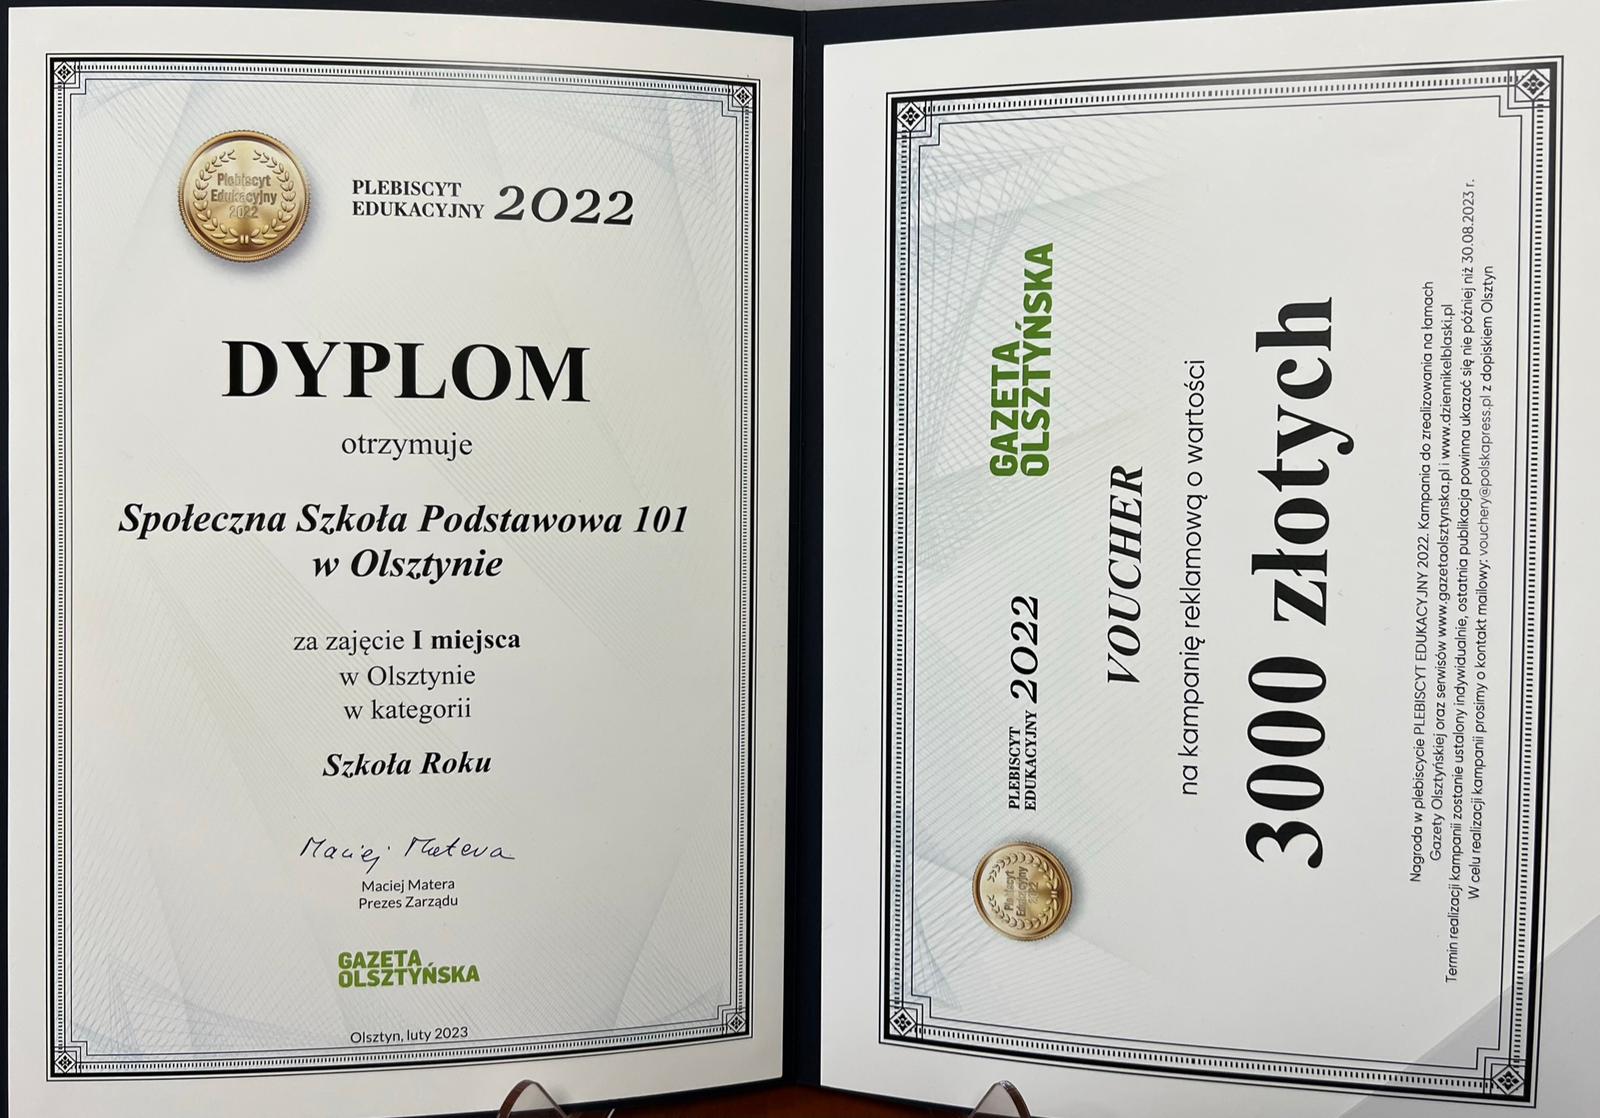 Plebiscyt
Edukacyjny
2022
PLEBISCYT
EDUKACYJNY 2022
DYPLOM
otrzymuje
Społeczna Szkoła Podstawowa 101
w Olsztynie
za zajęcie I miejsca
w Olsztynie
w kategorii
Szkoła Roku
Maciej Matera
Maciej Matera
Prezes Zarządu
GAZETA
OLSZTYŃSKA
Olsztyn, luty 2023
Plebiscyt
Edukacyjny
2022
PLEBISCYT
EDUKACYJNY 2022
GAZETA
OLSZTYŃSKA
VOUCHER
na kampanię reklamową o wartości
3000 złotych
Nagroda w plebiscycie PLEBISCYT EDUKACYJNY 2022. Kampania do zrealizowania na łamach
Gazety Olsztyńskiej oraz serwisów www.gazetaolsztynska.pl i www.dziennikelblaski.pl
Termin realizacji kampanii zostanie ustalony indywidualnie, ostatnia publikacja powinna ukazać się nie później niż 30.08.2023 r.
W celu realizacji kampanii prosimy o kontakt mailowy: vouchery@polskapress.pl z dopiskiem Olsztyn